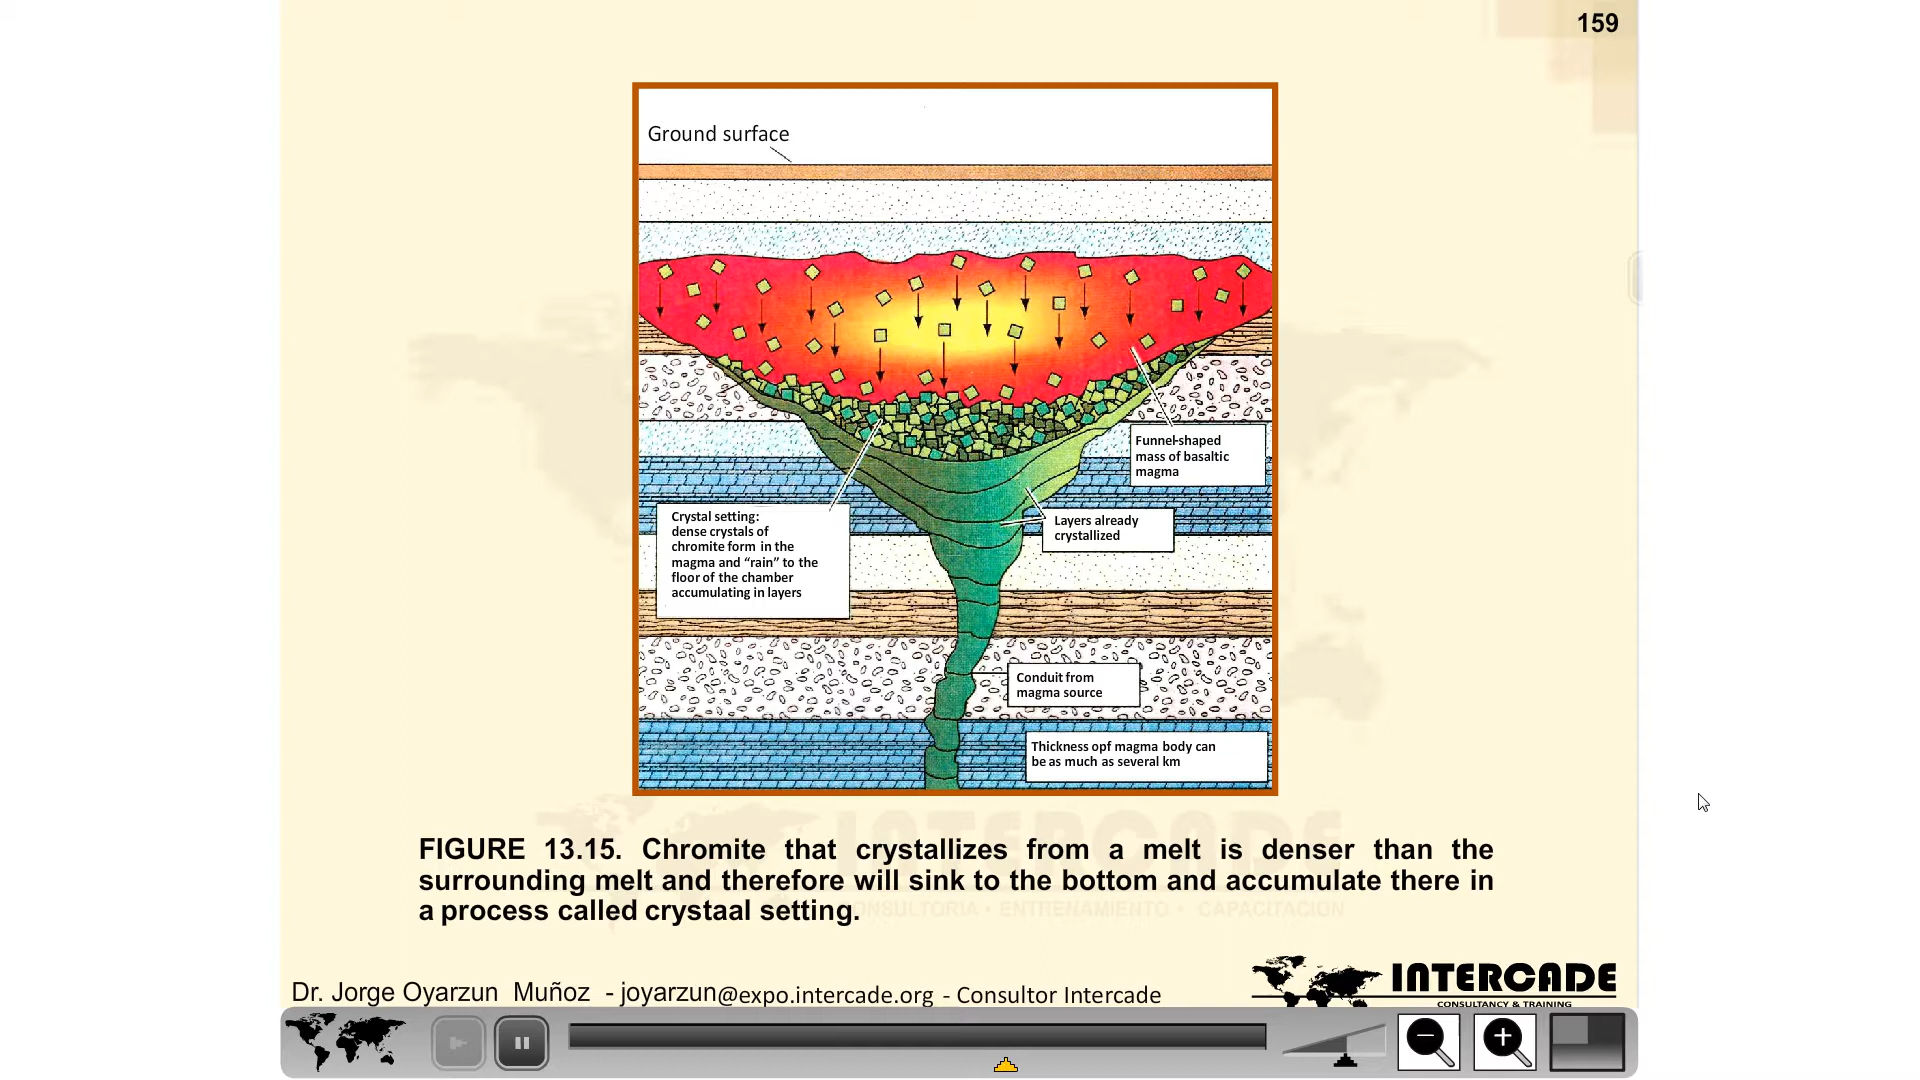 159
Ground surface
Funnel-shaped
mass of basaltic
magma
Crystal setting:
dense crystals of
chromite form in the
magma and “rain” to the
floor of the chamber
accumulating in layers
Layers already
crystallized
Conduit from
magma source
Thickness opf magma body can
be as much as several km
INTERCADE
CONSULTORIA • ENTRENAMIENTO • CAPACITACION
FIGURE 13.15. Chromite that crystallizes from a melt is denser than the
surrounding melt and therefore will sink to the bottom and accumulate there in
a process called crystaal setting.
Dr. Jorge Oyarzun Muñoz - joyarzun@expo.intercade.org - Consultor Intercade
INTERCADE
CONSULTANCY & TRAINING